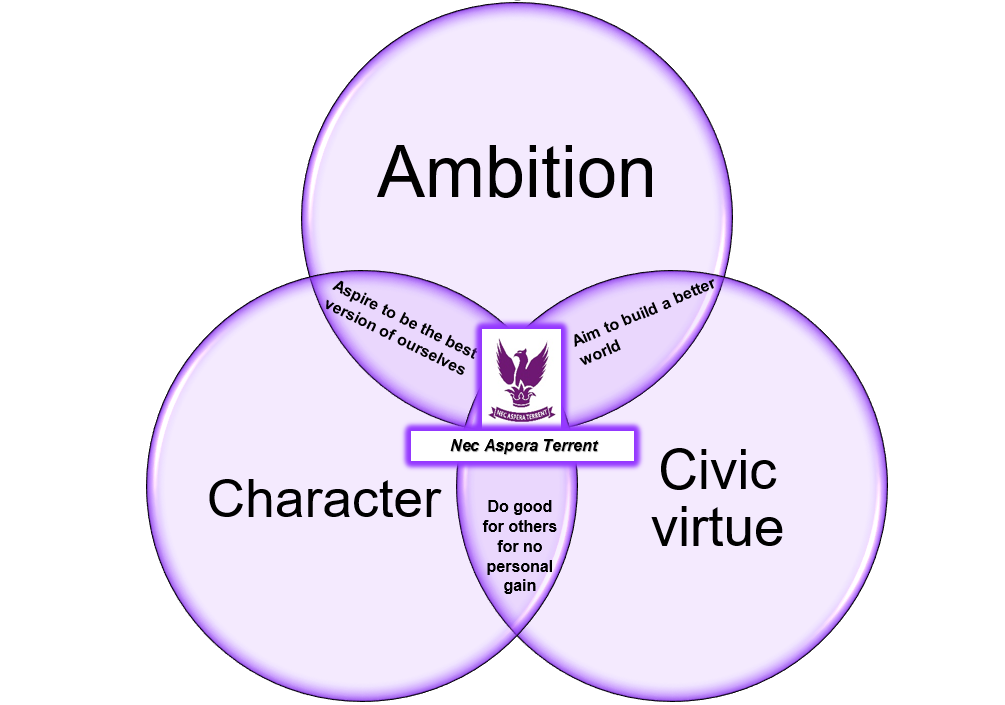 Ambition
Aspire to be the best
version of ourselves
Aim to build a better
world
NEC ASPERA TERRENT
Nec Aspera Terrent
Character
Civic
virtue
Do good
for others
for no
personal
gain